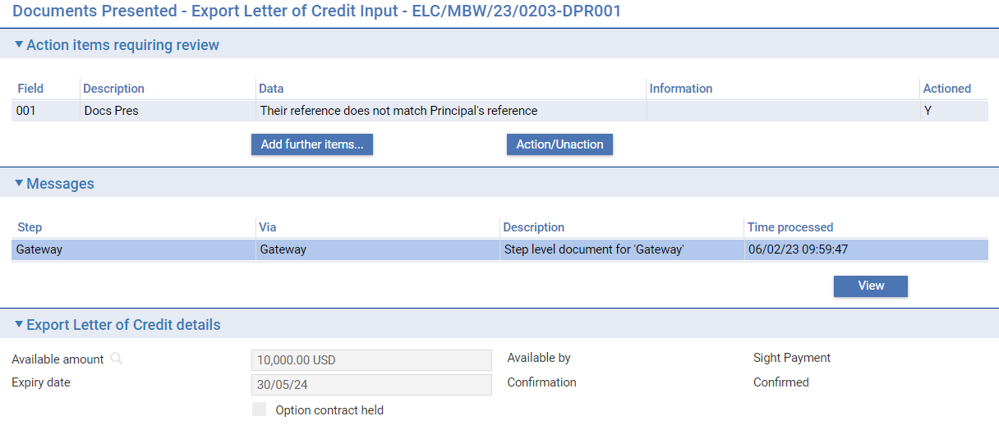 Documents Presented - Export Letter of Credit Input - ELC/MBW/23/0203-DPR001
Action items requiring review
Field Description Data Information Actioned
001 Docs Pres Their reference does not match Principal's reference Y
Add further items... Action/Unaction
Messages
Step Via Description Time processed
Gateway Gateway Step level document for 'Gateway' 06/02/23 09:59:47
View
Export Letter of Credit details
Available amount 10,000.00 USD Available by Sight Payment
Expiry date 30/05/24 Confirmation Confirmed
Option contract held